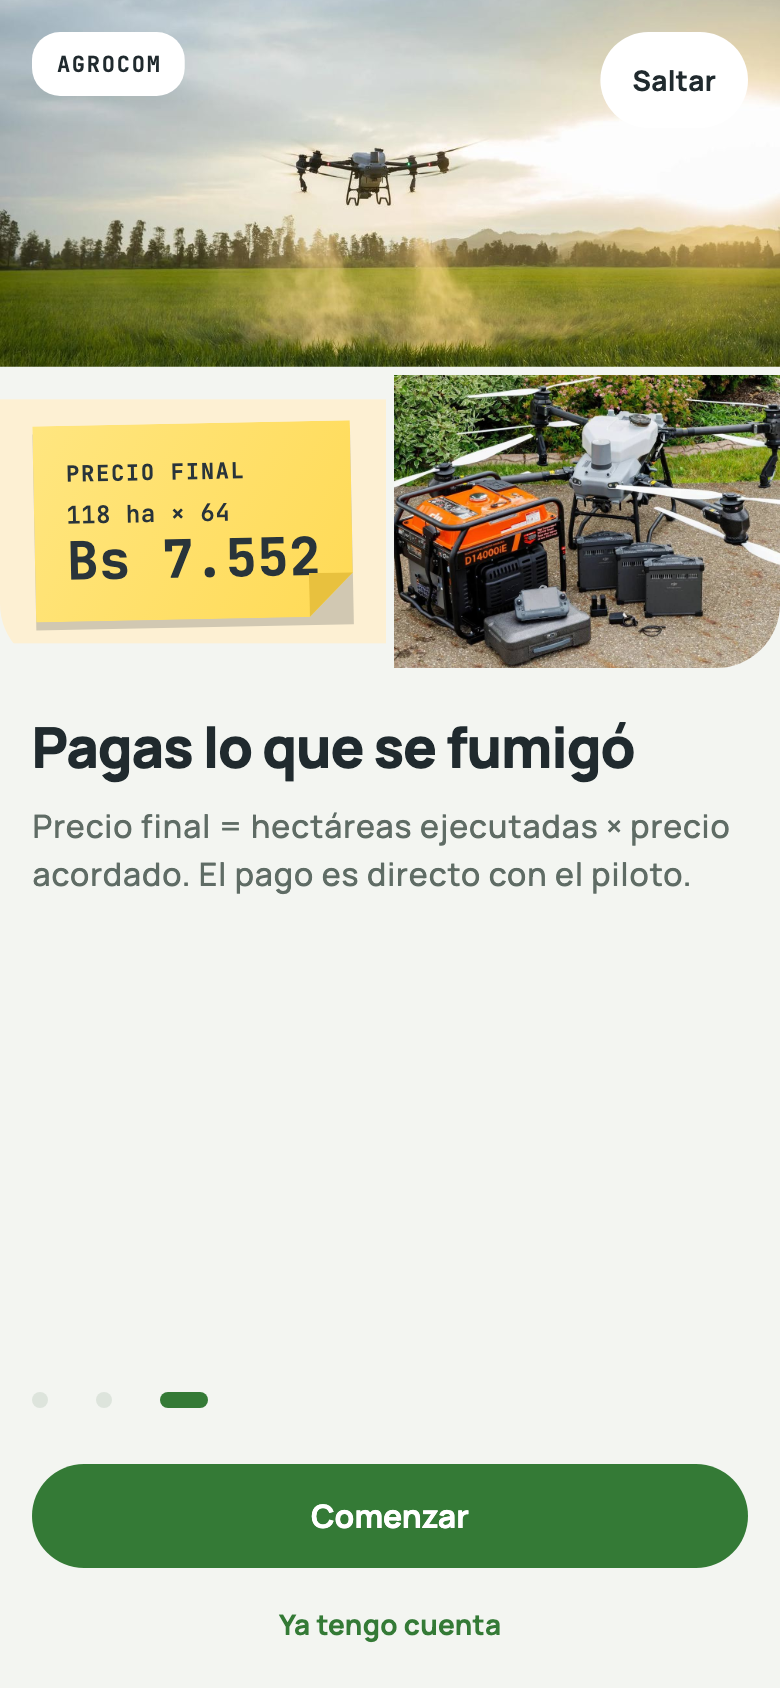 AGROCOM
Saltar
PRECIO FINAL
118 ha × 64
Bs 7.552
D14000iE
Pagas lo que se fumigó
Precio final = hectáreas ejecutadas × precio
acordado. El pago es directo con el piloto.
Comenzar
Ya tengo cuenta